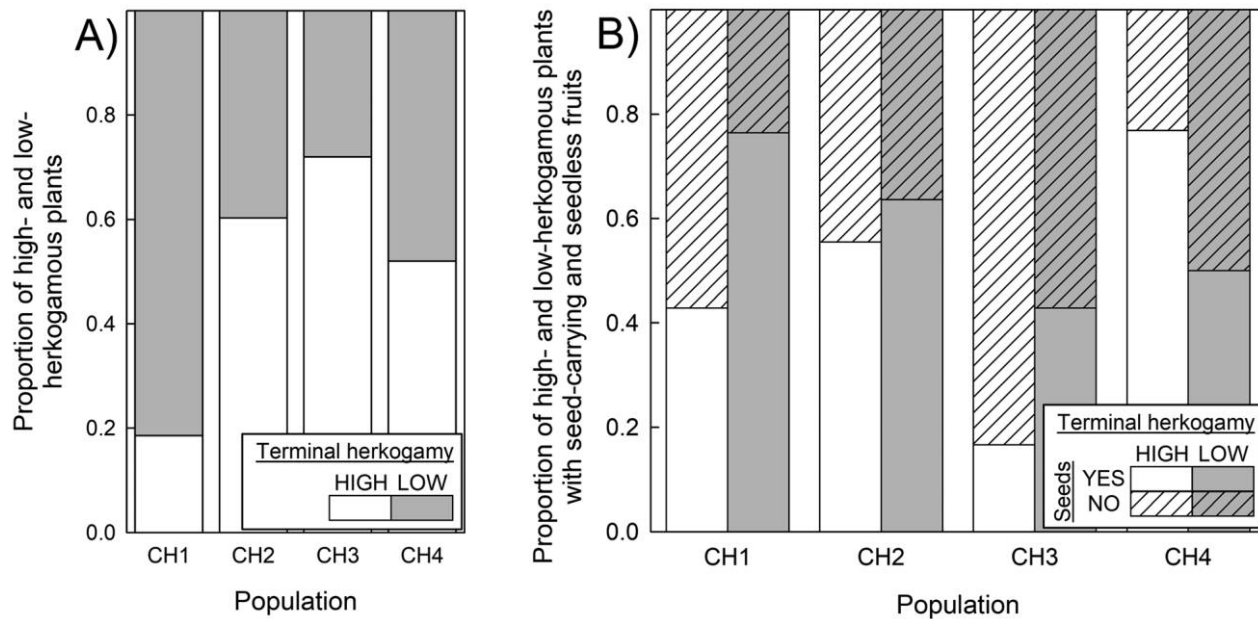 A)
Proportion of high- and low-
herkogamous plants
0.8
0.6
0.4
0.2
0.0
Terminal herkogamy
HIGH LOW
CH1 CH2 CH3 CH4
Population
B)
Proportion of high- and low-herkogamous plants
with seed-carrying and seedless fruits
0.8
0.6
0.4
0.2
0.0
Terminal herkogamy
HIGH LOW
Seeds
YES
NO
CH1 CH2 CH3 CH4
Population